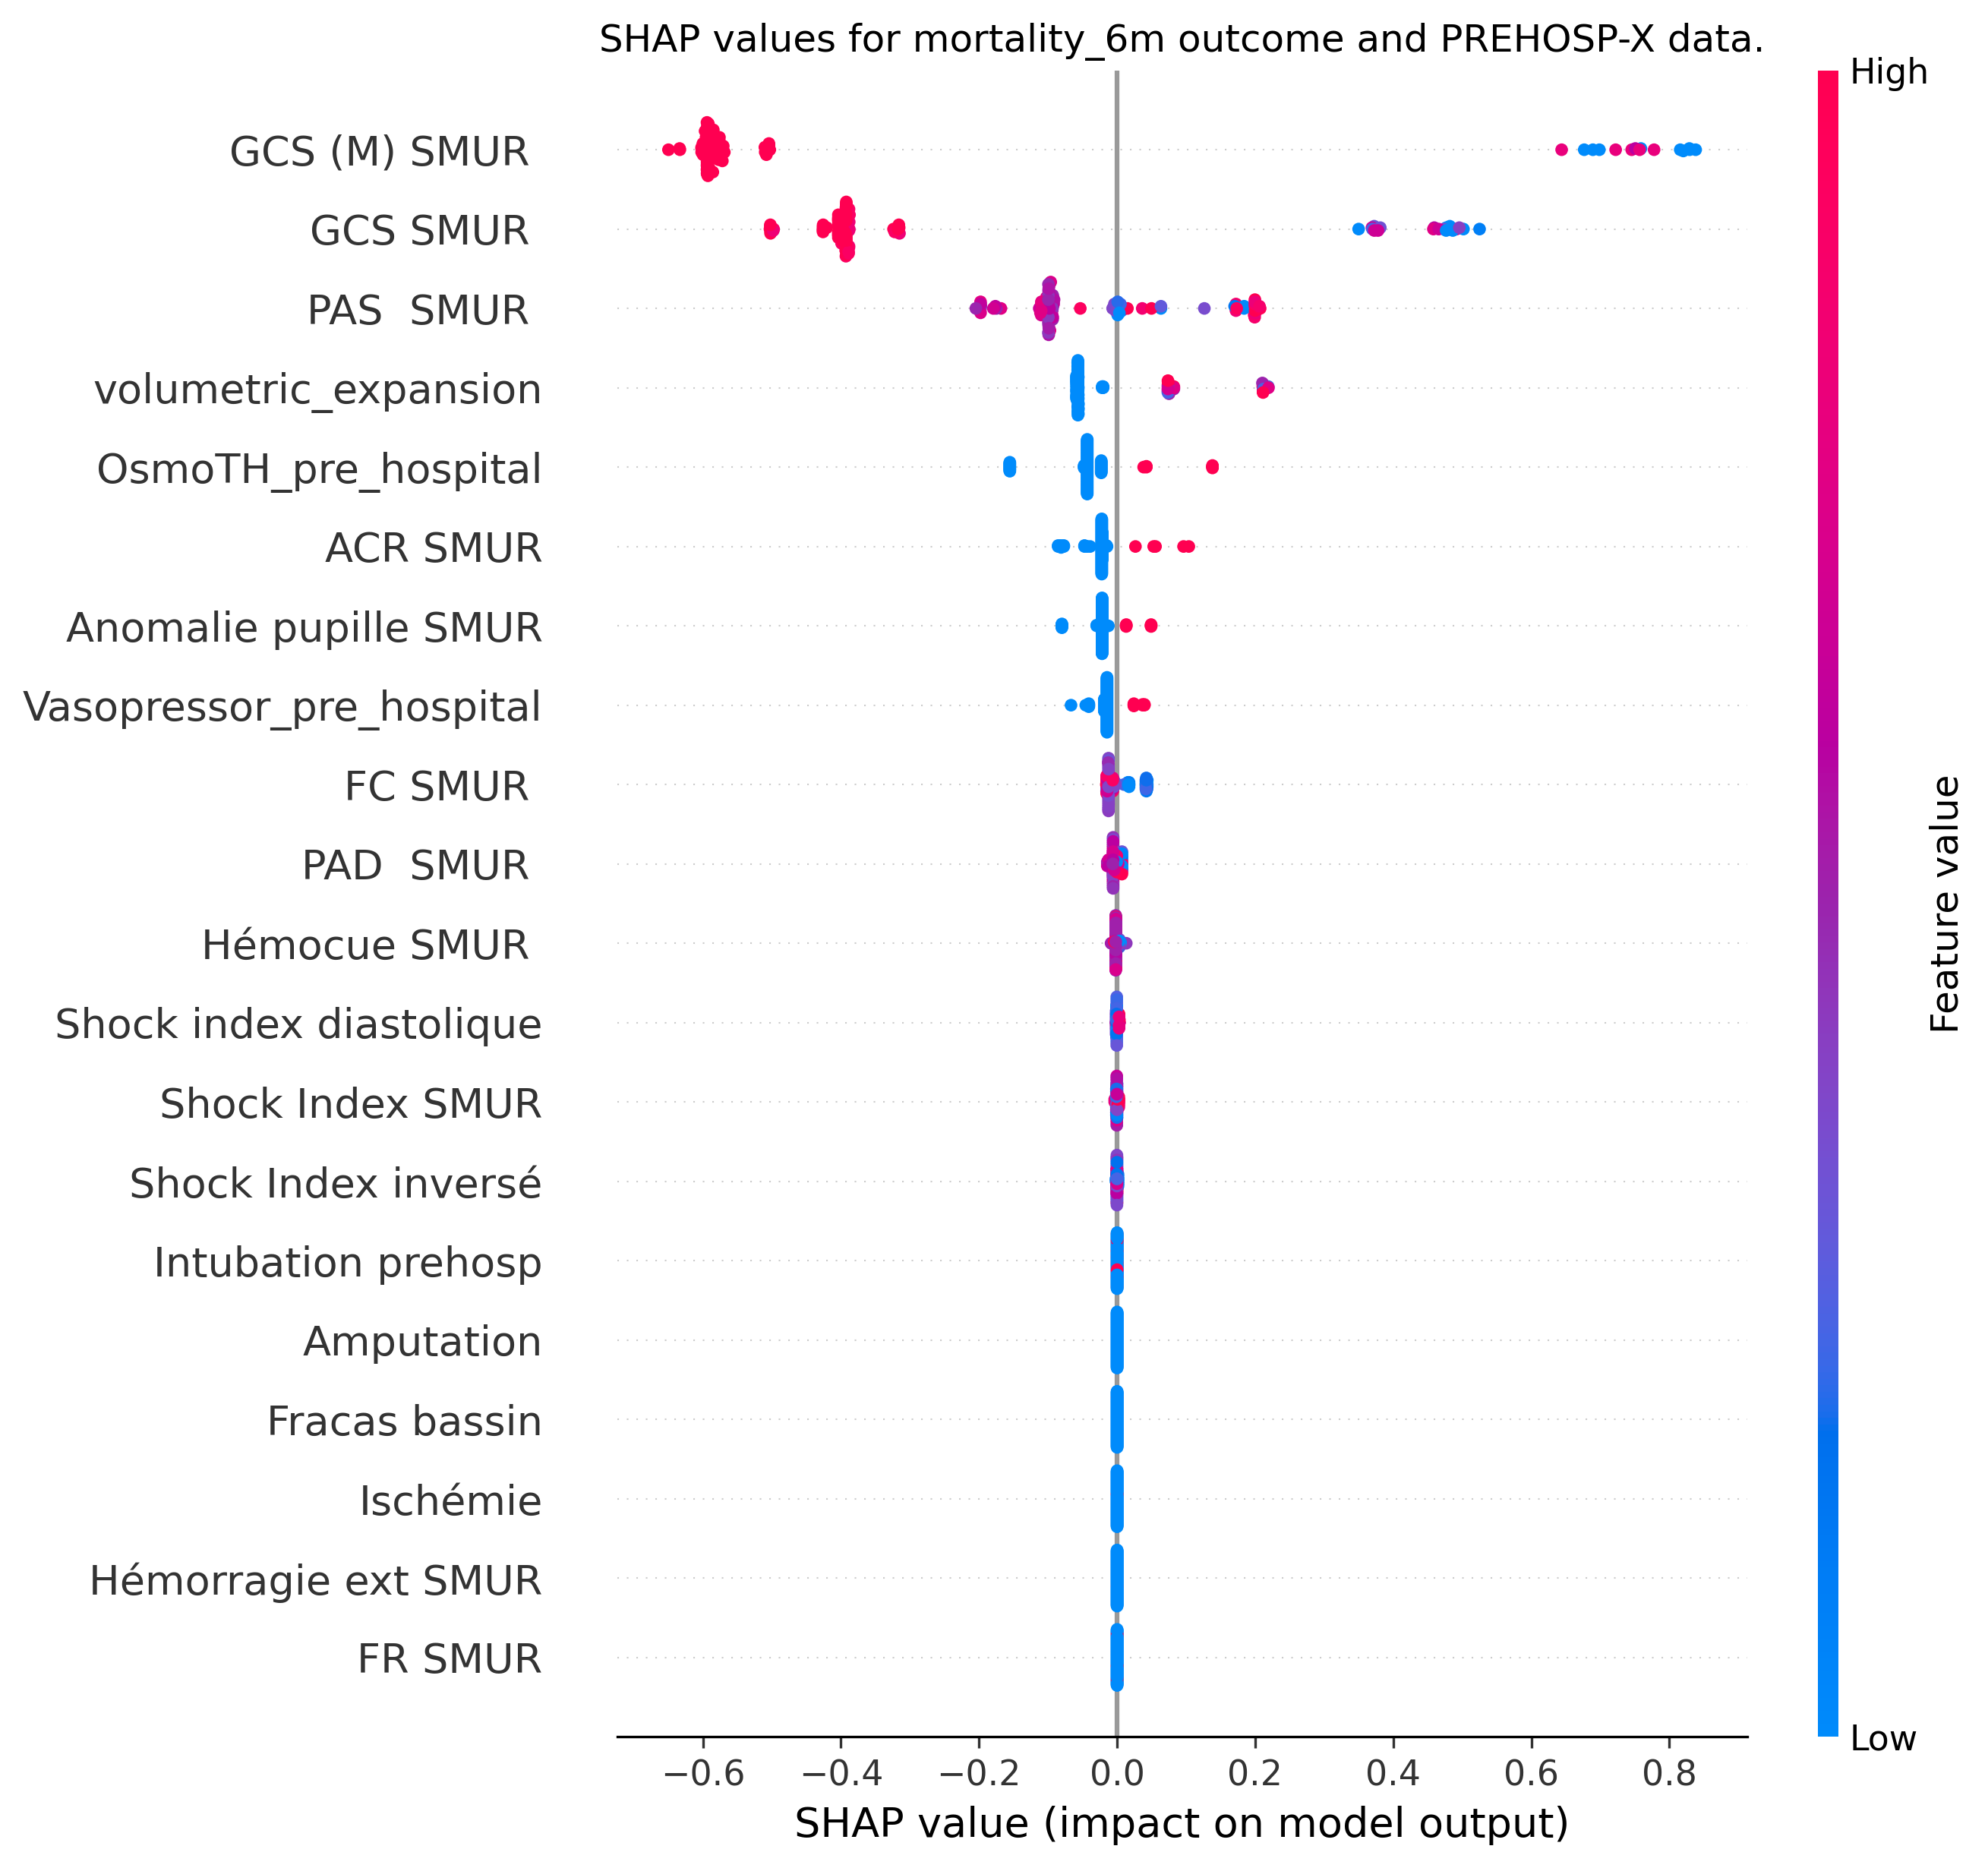 SHAP values for mortality_6m outcome and PREHOSP-X data.
High
GCS (M) SMUR
GCS SMUR
PAS  SMUR
volumetric_expansion
OsmoTH_pre_hospital
ACR SMUR
Anomalie pupille SMUR
Vasopressor_pre_hospital
FC SMUR
PAD  SMUR
Hémocue SMUR
Shock index diastolique
Shock Index SMUR
Shock Index inversé
Intubation prehosp
Amputation
Fracas bassin
Ischémie
Hémorragie ext SMUR
FR SMUR
Feature value
Low
−0.6 −0.4 −0.2 0.0 0.2 0.4 0.6 0.8
SHAP value (impact on model output)